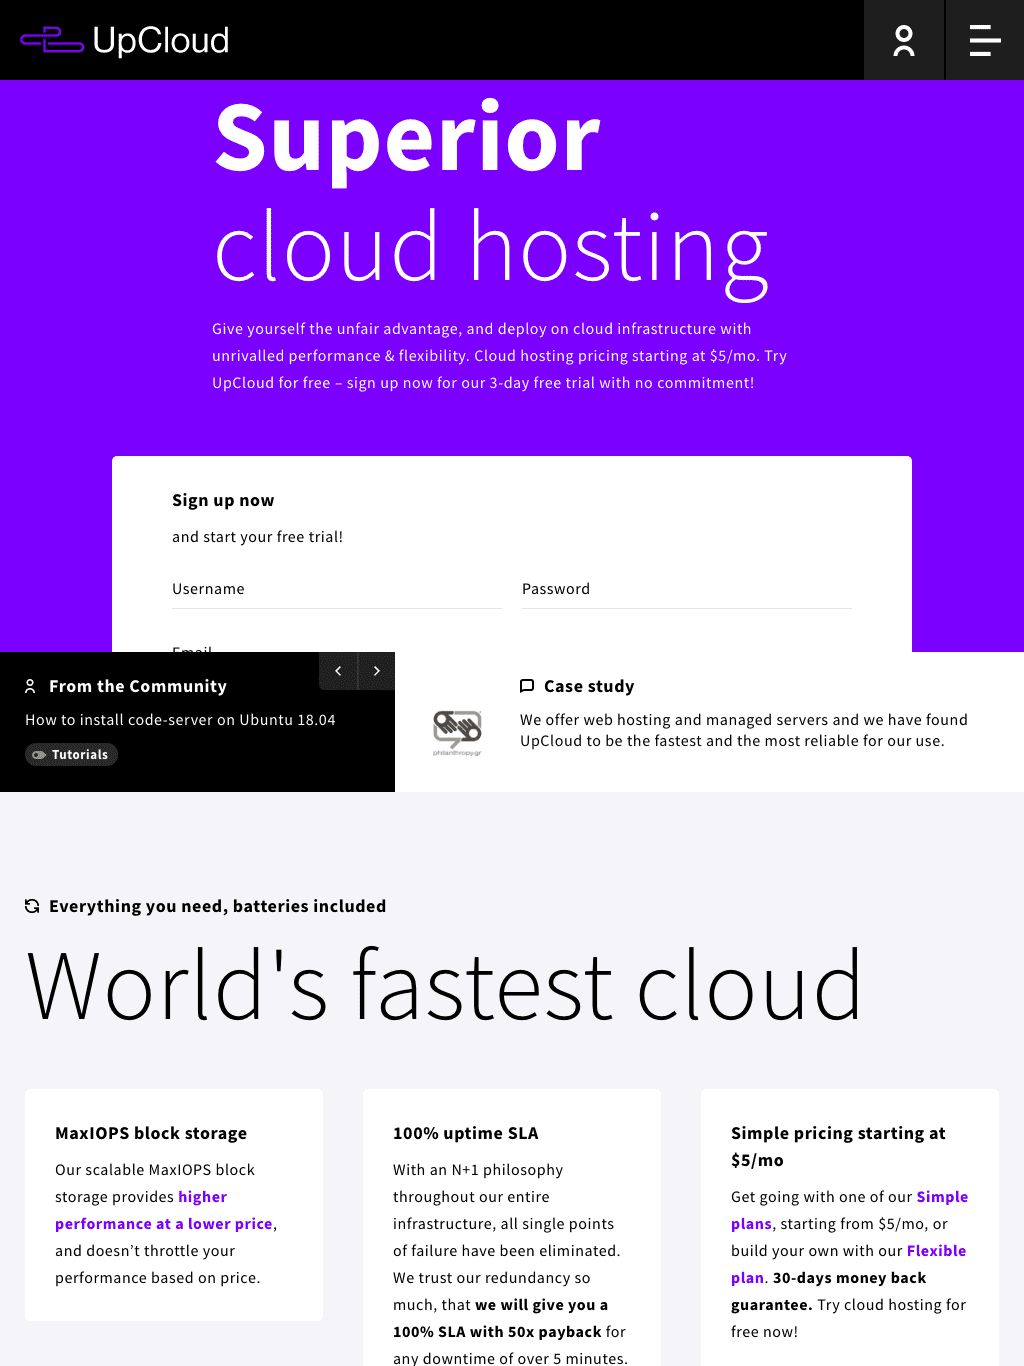 UpCloud
Superior
cloud hosting
Give yourself the unfair advantage, and deploy on cloud infrastructure with
unrivalled performance & flexibility. Cloud hosting pricing starting at $5/mo. Try
UpCloud for free – sign up now for our 3-day free trial with no commitment!
Sign up now
and start your free trial!
Username
Password
Email
From the Community
How to install code-server on Ubuntu 18.04
Tutorials
philanthropy.gr
Case study
We offer web hosting and managed servers and we have found
UpCloud to be the fastest and the most reliable for our use.
Everything you need, batteries included
World's fastest cloud
MaxIOPS block storage
Our scalable MaxIOPS block
storage provides higher
performance at a lower price,
and doesn’t throttle your
performance based on price.
100% uptime SLA
With an N+1 philosophy
throughout our entire
infrastructure, all single points
of failure have been eliminated.
We trust our redundancy so
much, that we will give you a
100% SLA with 50x payback for
any downtime of over 5 minutes.
Simple pricing starting at
$5/mo
Get going with one of our Simple
plans, starting from $5/mo, or
build your own with our Flexible
plan. 30-days money back
guarantee. Try cloud hosting for
free now!